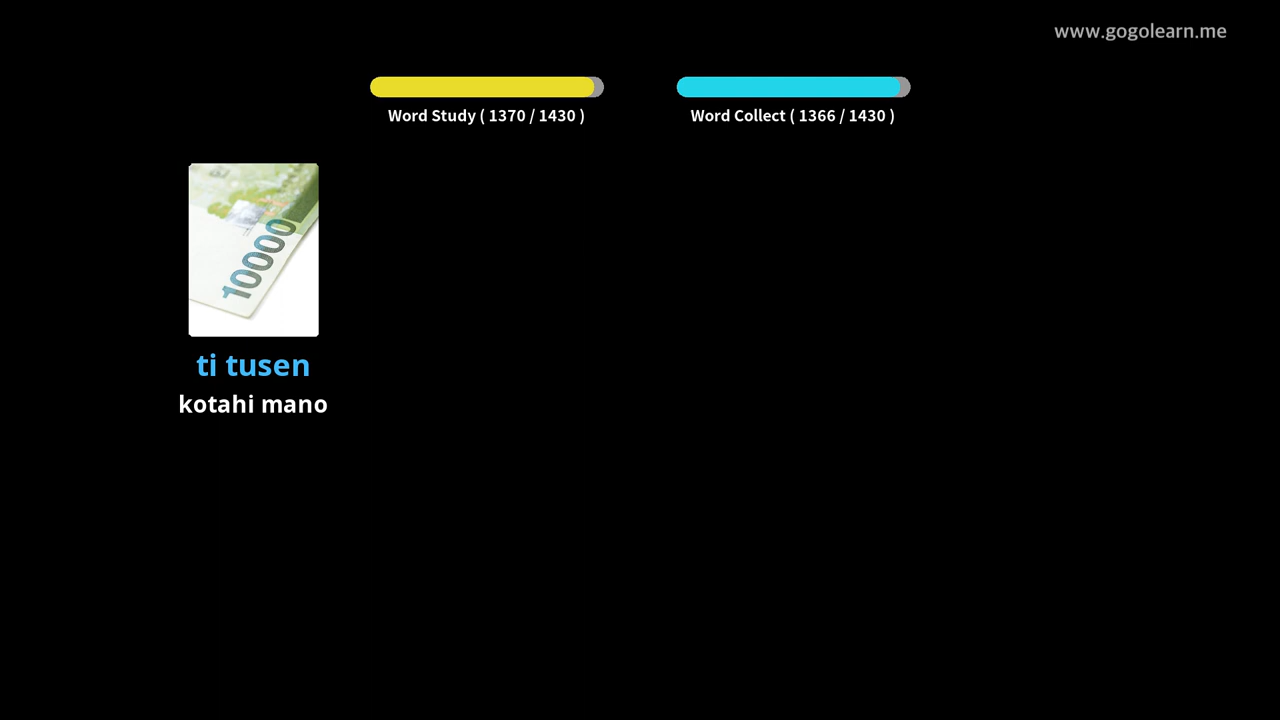 www.gogolearn.me
Word Study ( 1370 / 1430 )
Word Collect ( 1366 / 1430 )
10000
ti tusen
kotahi mano